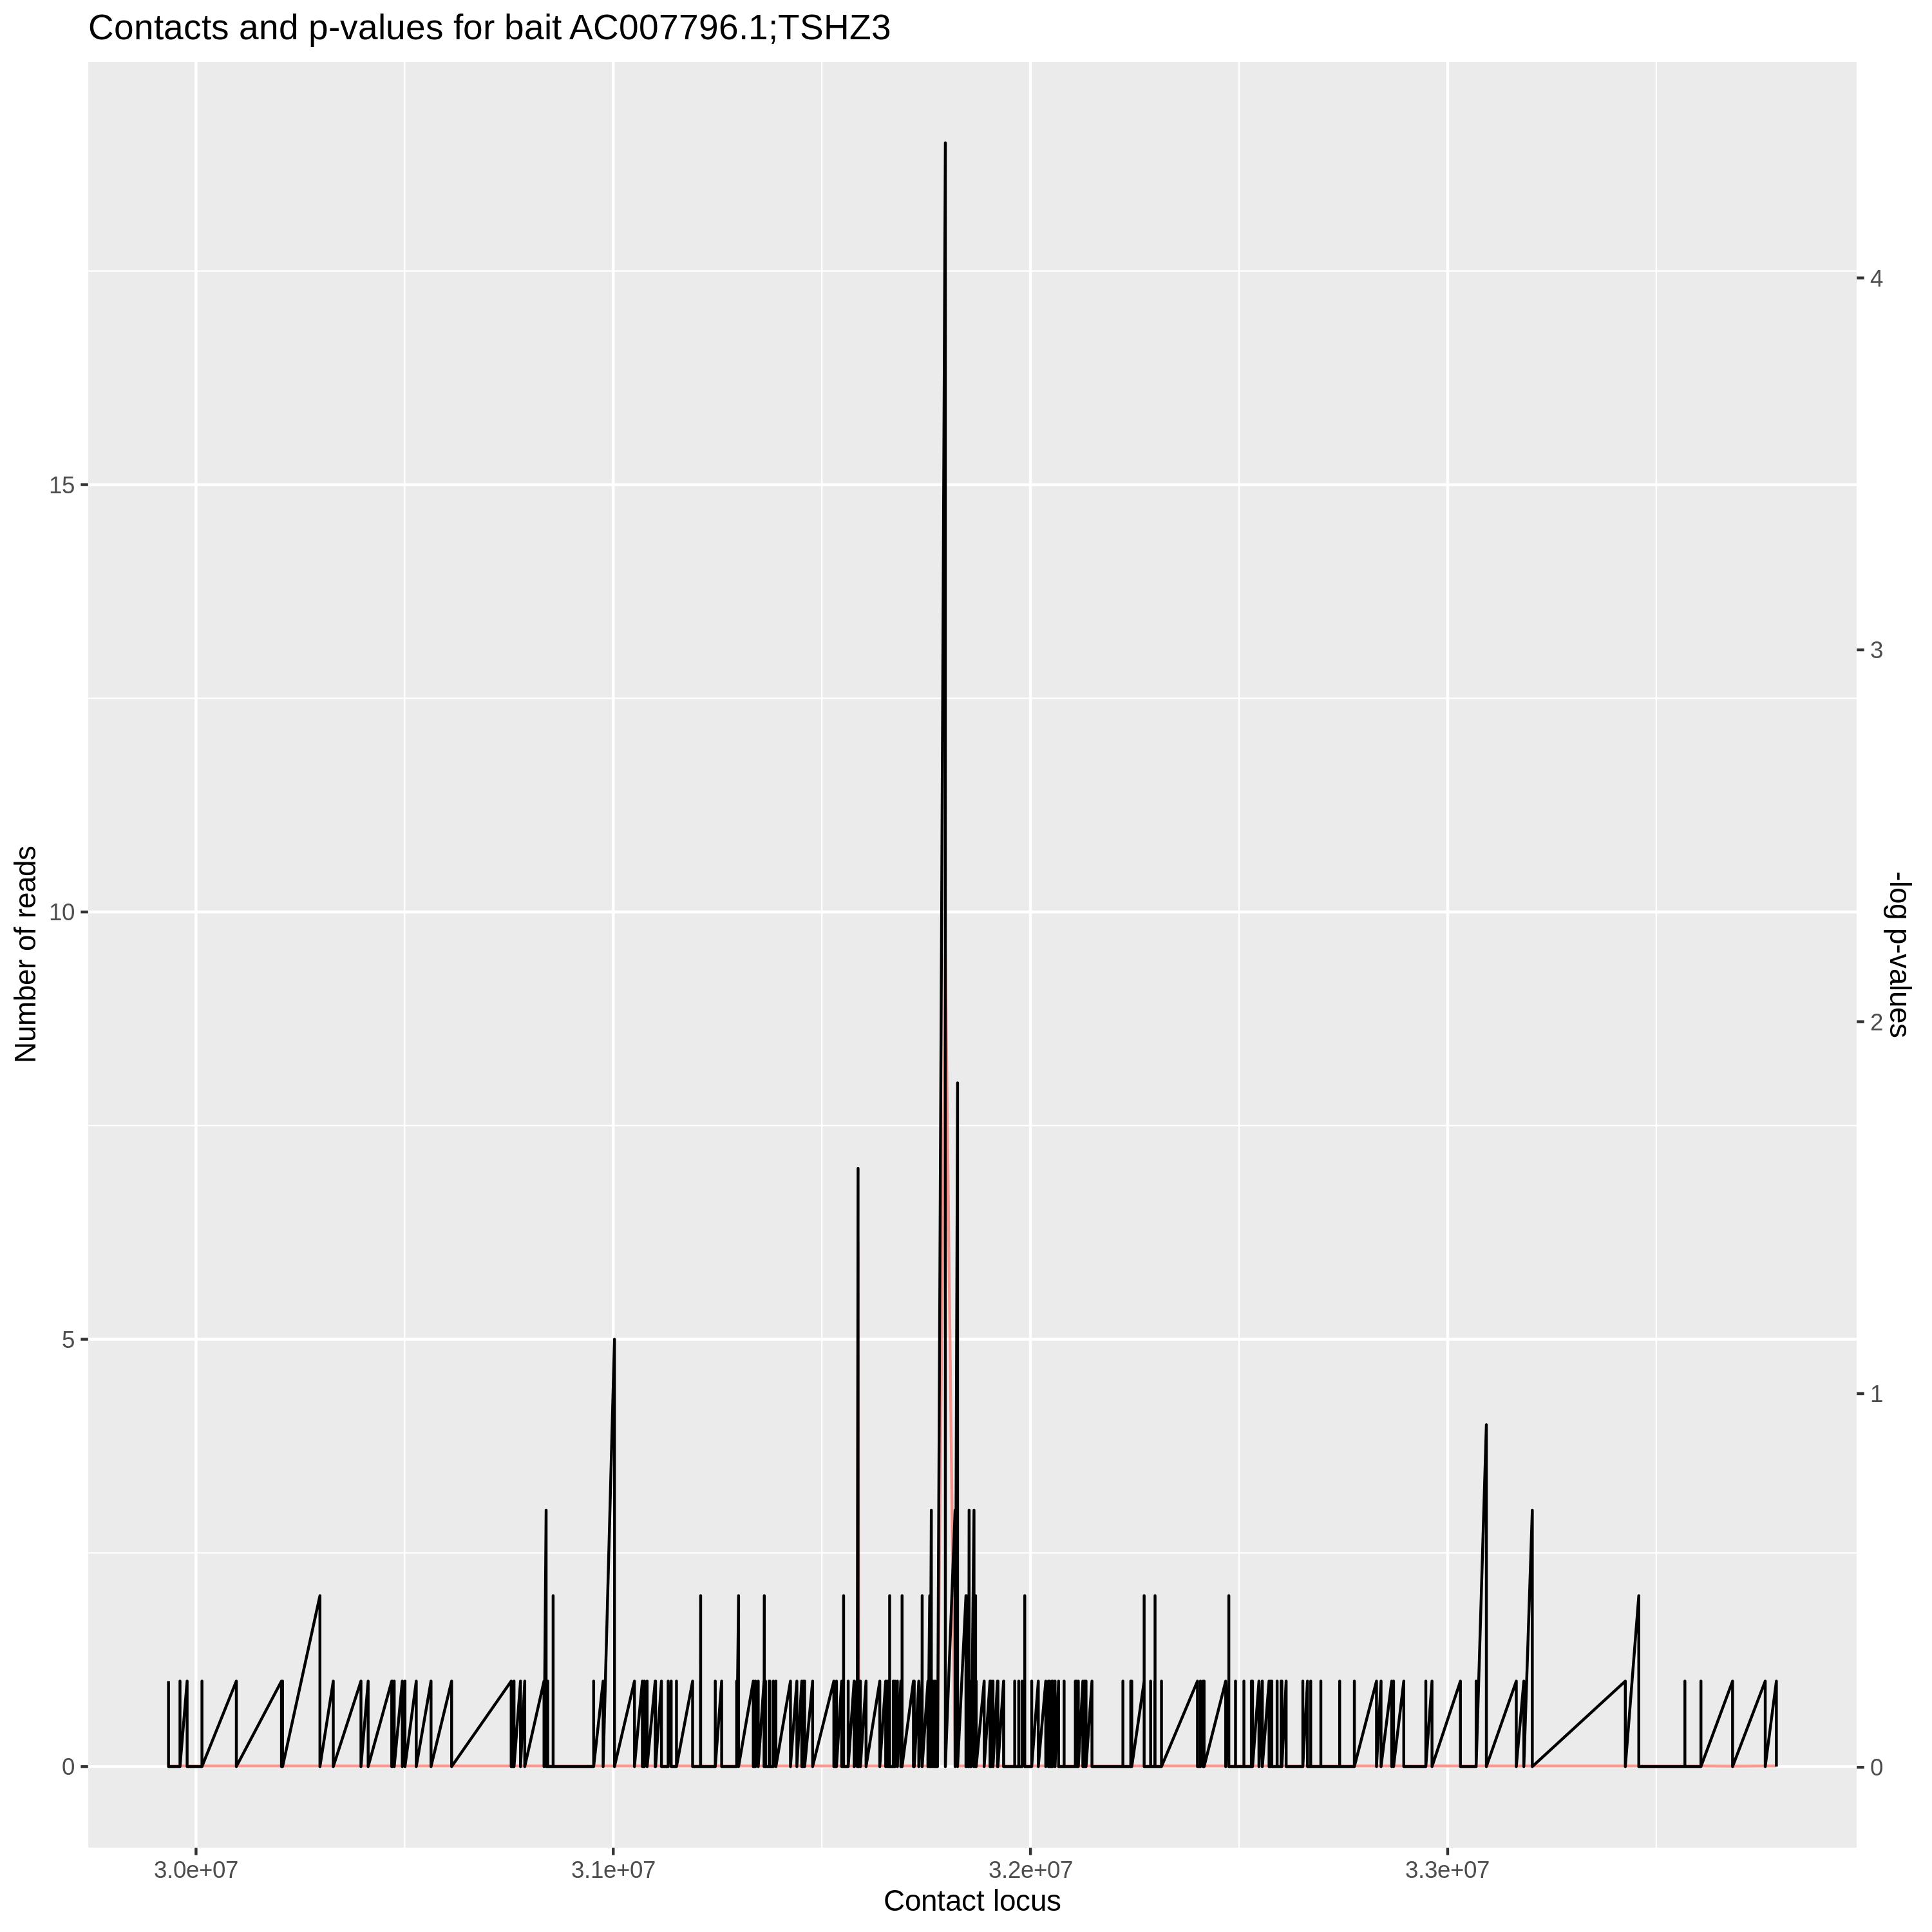 Contacts and p-values for bait AC007796.1;TSHZ3
Number of reads
15
10
5
0
4
3
2
1
0
-log p-values
3.0e+07
3.1e+07
3.2e+07
3.3e+07
Contact locus